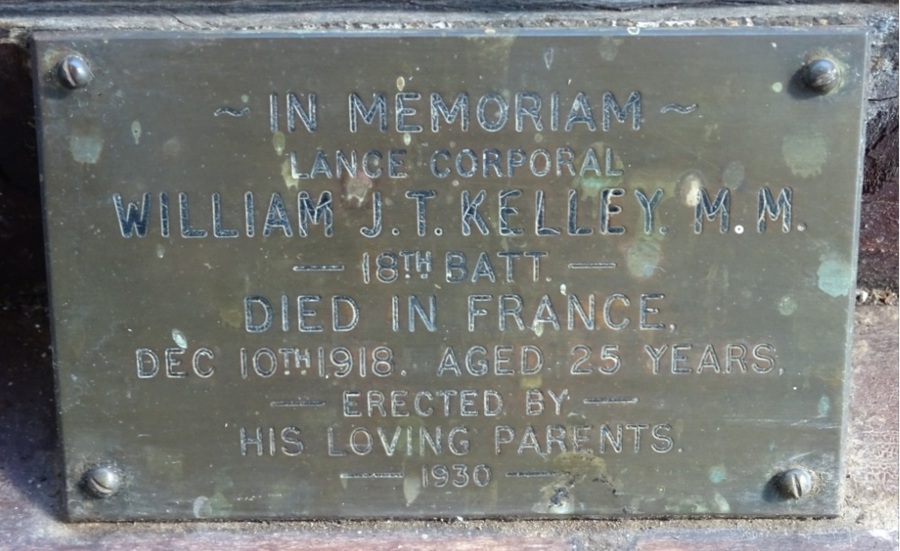 ~ IN MEMORIAM ~
LANCE CORPORAL
WILLIAM J.T. KELLEY. M.M.
— 18TH BATT. —
DIED IN FRANCE,
DEC 10TH 1918. AGED 25 YEARS.
— ERECTED BY —
HIS LOVING PARENTS.
— 1930 —